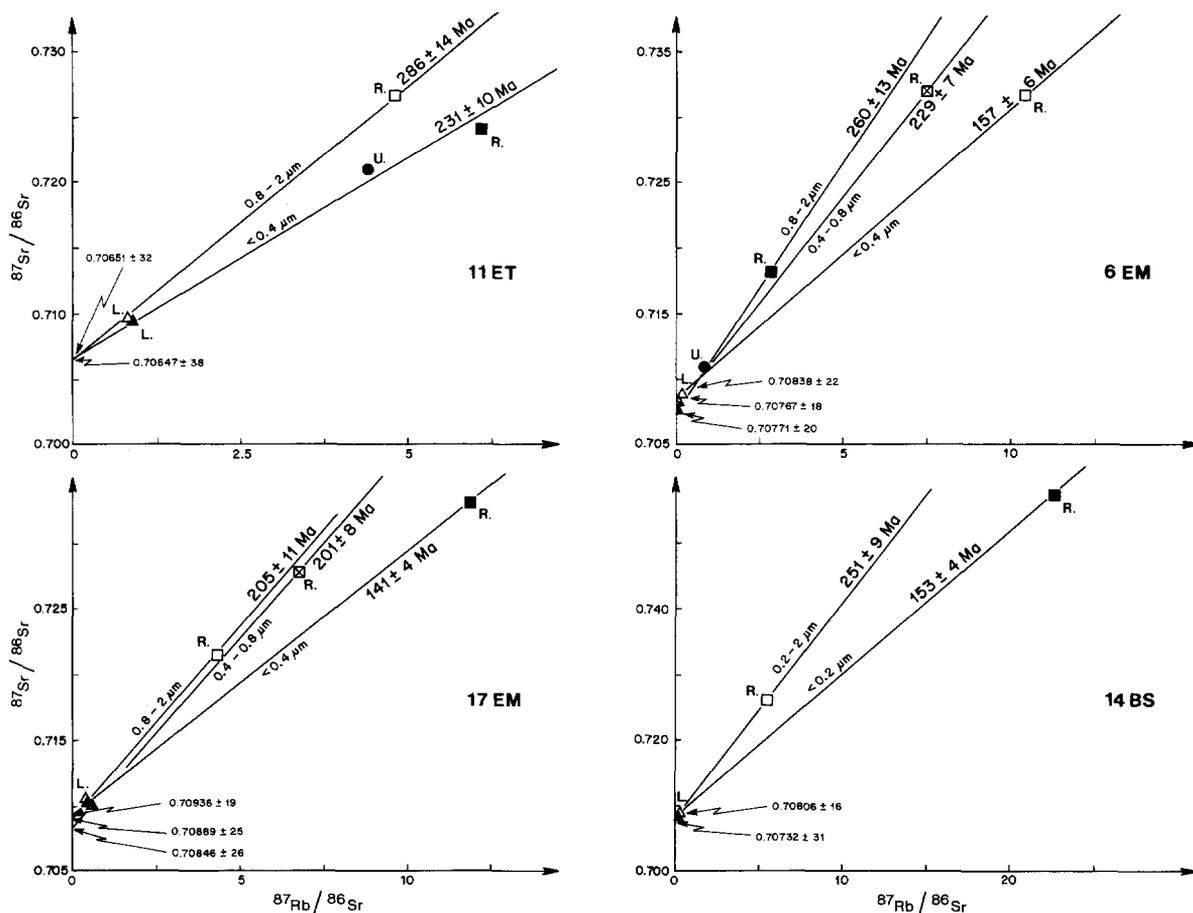 0.730
0.720
0.710
0.700
87Sr / 86Sr
0
2.5
5
286 ± 14 Ma
231 ± 10 Ma
0.8 – 2 µm
< 0.4 µm
R.
R.
U.
L.
L.
0.70651 ± 32
0.70647 ± 38
11 ET
0.735
0.725
0.715
0.705
0
5
10
260 ± 13 Ma
229 ± 7 Ma
157 ± 6 Ma
0.8 – 2 µm
0.4 – 0.8 µm
< 0.4 µm
R.
R.
R.
U.
L.
0.70838 ± 22
0.70767 ± 18
0.70771 ± 20
6 EM
0.725
0.715
0.705
87Sr / 86Sr
0
5
10
205 ± 11 Ma
201 ± 8 Ma
141 ± 4 Ma
0.8 – 2 µm
0.4 – 0.8 µm
< 0.4 µm
R.
R.
R.
L.
0.70936 ± 19
0.70889 ± 25
0.70846 ± 26
17 EM
87Rb / 86Sr
0.740
0.720
0.700
0
10
20
251 ± 9 Ma
153 ± 4 Ma
0.2 – 2 µm
< 0.2 µm
R.
R.
L.
0.70806 ± 16
0.70732 ± 31
14 BS
87Rb / 86Sr